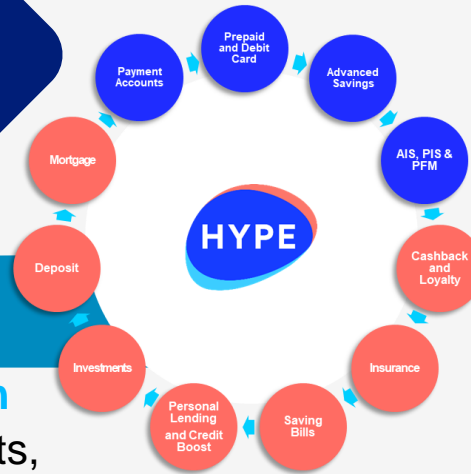 Prepaid
and Debit
Card
Advanced
Savings
AIS, PIS &
PFM
Cashback
and
Loyalty
Insurance
Saving
Bills
Personal
Lending
and Credit
Boost
Investments
Deposit
Mortgage
Payment
Accounts
HYPE
ts,